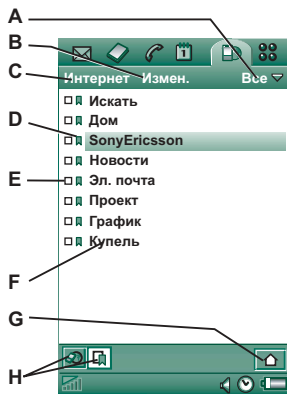 A
B
C
Интернет Измен. Все
Искать
Дом
D
SonyEricsson
Новости
E
Эл. почта
Проект
График
Купель
F
G
H